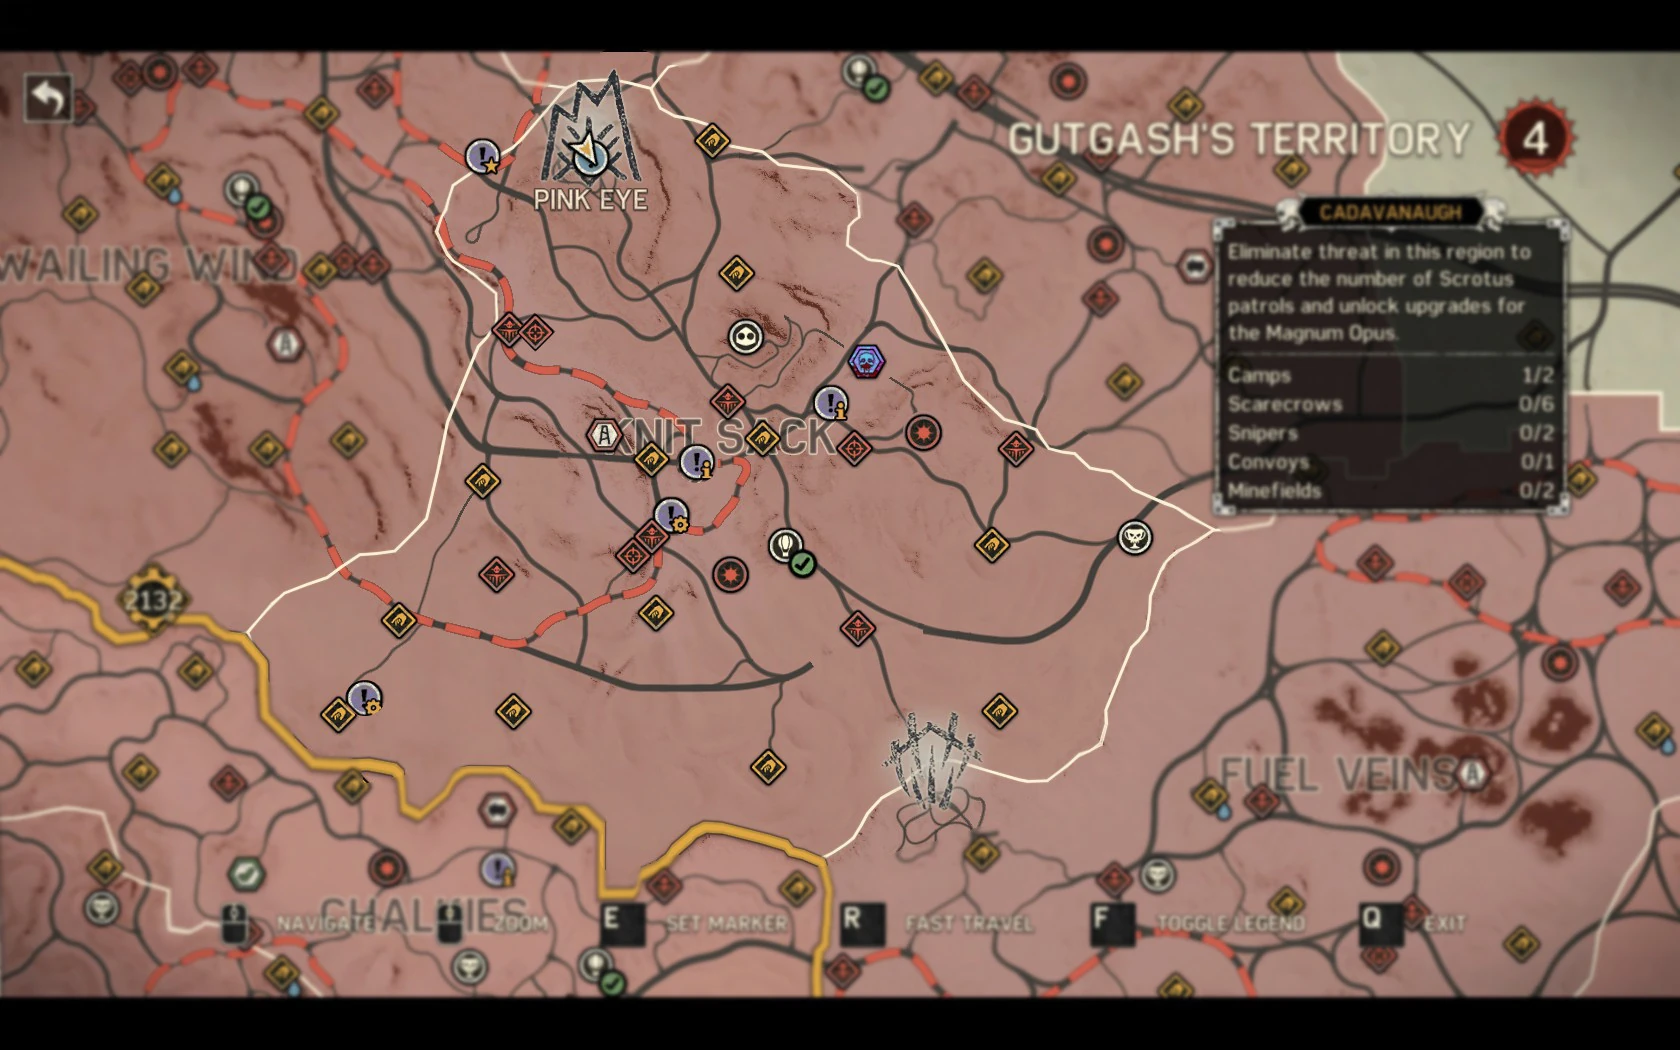 GUTGASH'S TERRITORY 4
PINK EYE
CADAVANAUGH
Eliminate threat in this region to
reduce the number of Scrotus
patrols and unlock upgrades for
the Magnum Opus.
Camps 1/2
Scarecrows 0/6
Snipers 0/2
Convoys 0/1
Minefields 0/2
WAILING WIND
KNIT SACK
2132
FUEL VEINS
CHALKIES
NAVIGATE
ZOOM
E SET MARKER
R FAST TRAVEL
F TOGGLE LEGEND
Q EXIT